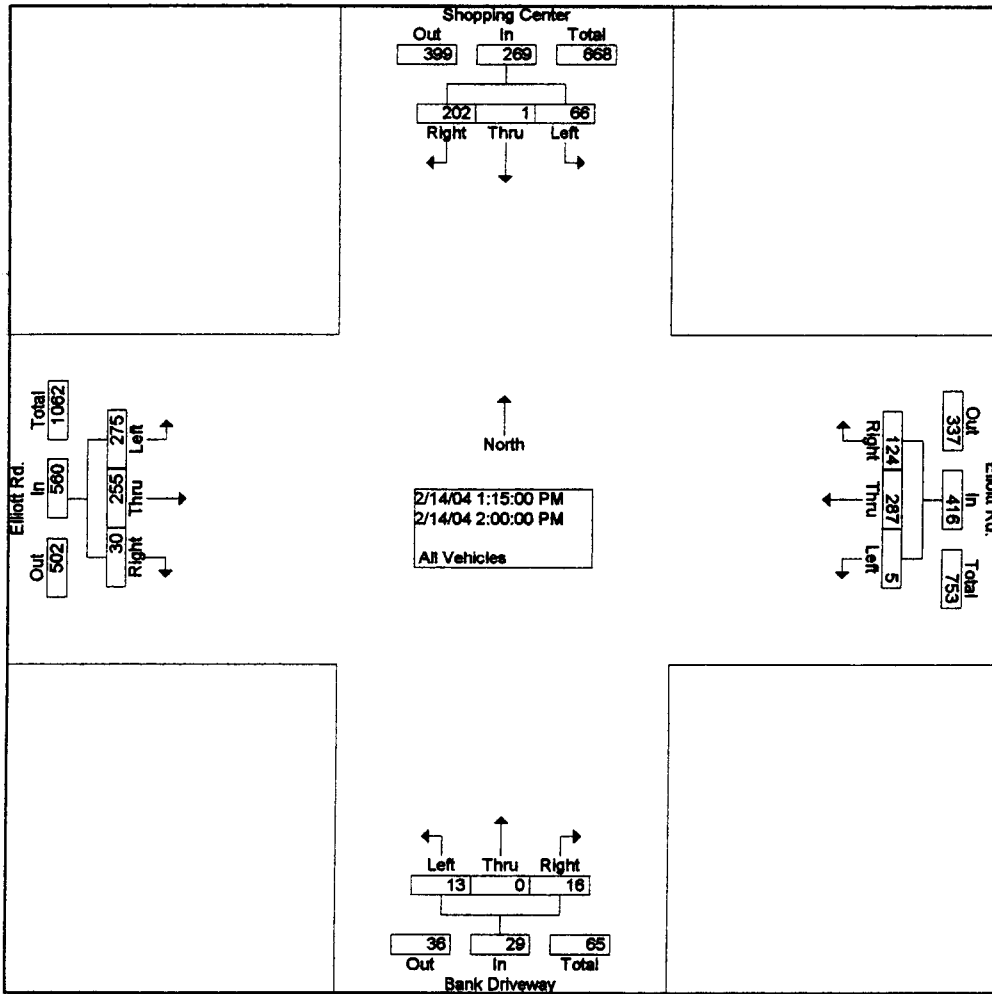 Shopping Center
Out In Total
399 269 668
202 1 66
Right Thru Left
North
2/14/04 1:15:00 PM
2/14/04 2:00:00 PM
All Vehicles
Elliott Rd.
Total In Out
1062 560 502
275 255 30
Left Thru Right
Right Thru Left
124 287 5
Out In Total
337 416 753
Elliott Rd.
Left Thru Right
13 0 16
36 29 65
Out In Total
Bank Driveway